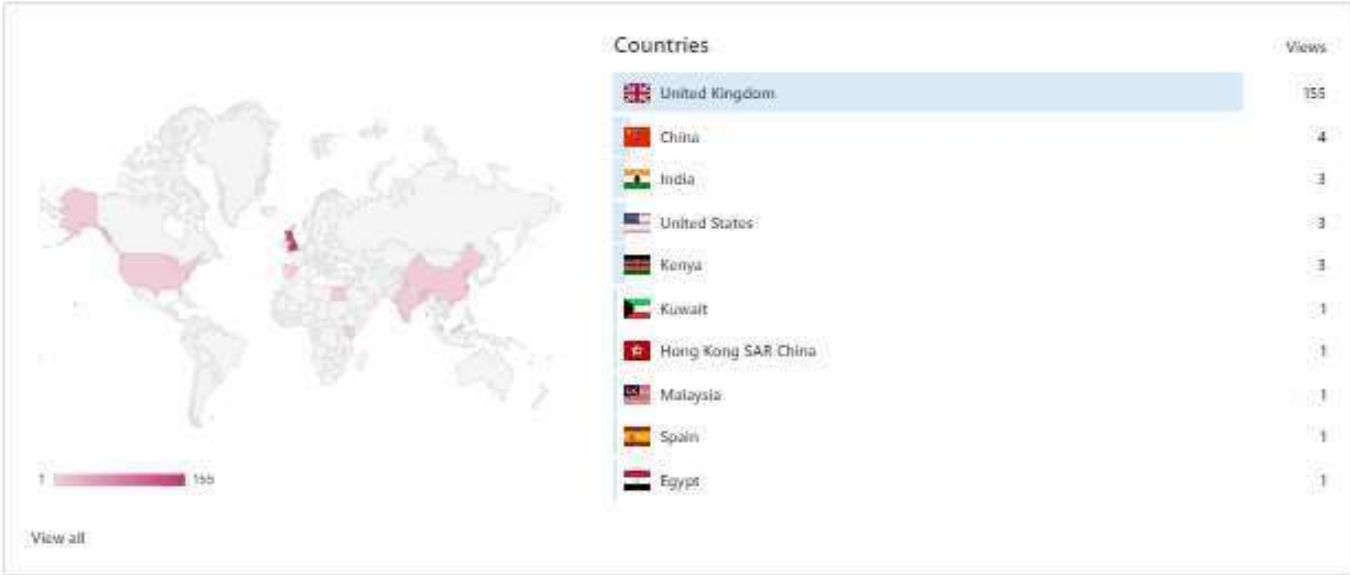 Countries Views
United Kingdom 155
China 4
India 3
United States 3
Kenya 3
Kuwait 1
Hong Kong SAR China 1
Malaysia 1
Spain 1
Egypt 1
1 155
View all